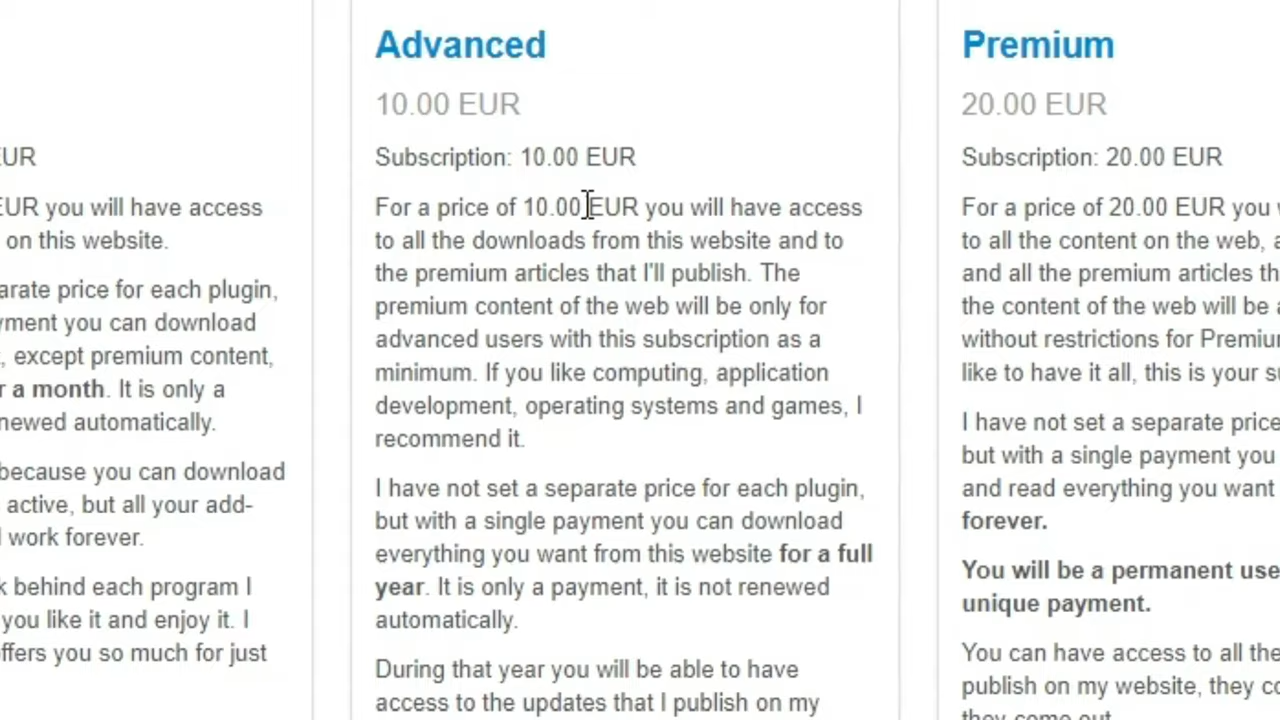 EUR
EUR you will have access
on this website.
price for each plugin,
you can download
, except premium content,
a month. It is only a
automatically.
because you can download
active, but all your add-
work forever.
behind each program I
you like it and enjoy it. I
you so much for just
Advanced
10.00 EUR
Subscription: 10.00 EUR
For a price of 10.00 EUR you will have access
to all the downloads from this website and to
the premium articles that I'll publish. The
premium content of the web will be only for
advanced users with this subscription as a
minimum. If you like computing, application
development, operating systems and games, I
recommend it.
I have not set a separate price for each plugin,
but with a single payment you can download
everything you want from this website for a full
year. It is only a payment, it is not renewed
automatically.
During that year you will be able to have
access to the updates that I publish on my
Premium
20.00 EUR
Subscription: 20.00 EUR
For a price of 20.00 EUR you
to all the content on the web,
and all the premium articles
the content of the web will be
without restrictions for
like to have it all, this is your
I have not set a separate price
but with a single payment you
and read everything you want
forever.
You will be a permanent
unique payment.
You can have access to all the
publish on my website, they
they come out